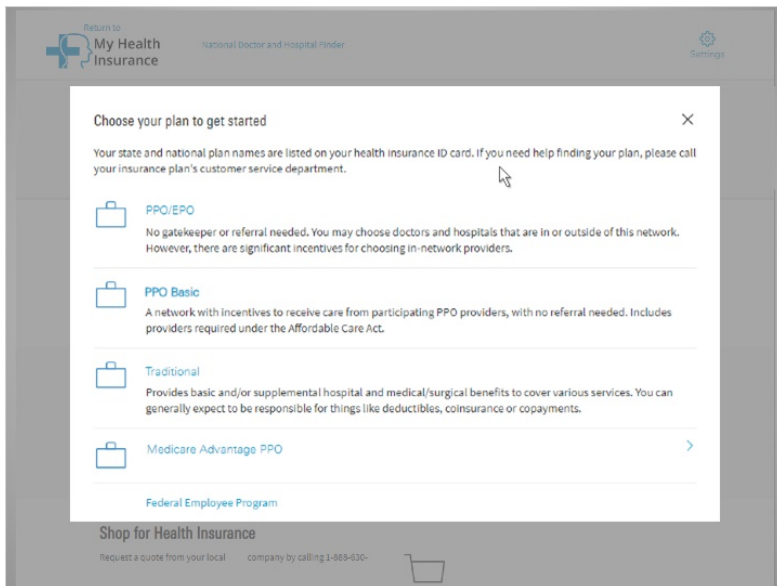 Return to
My Health
Insurance
National Doctor and Hospital Finder
Settings
Choose your plan to get started
Your state and national plan names are listed on your health insurance ID card. If you need help finding your plan, please call
your insurance plan's customer service department.
PPO/EPO
No gatekeeper or referral needed. You may choose doctors and hospitals that are in or outside of this network.
However, there are significant incentives for choosing in-network providers.
PPO Basic
A network with incentives to receive care from participating PPO providers, with no referral needed. Includes
providers required under the Affordable Care Act.
Traditional
Provides basic and/or supplemental hospital and medical/surgical benefits to cover various services. You can
generally expect to be responsible for things like deductibles, coinsurance or copayments.
Medicare Advantage PPO
Federal Employee Program
Shop for Health Insurance
Request a quote from your local company by calling 1-888-630-